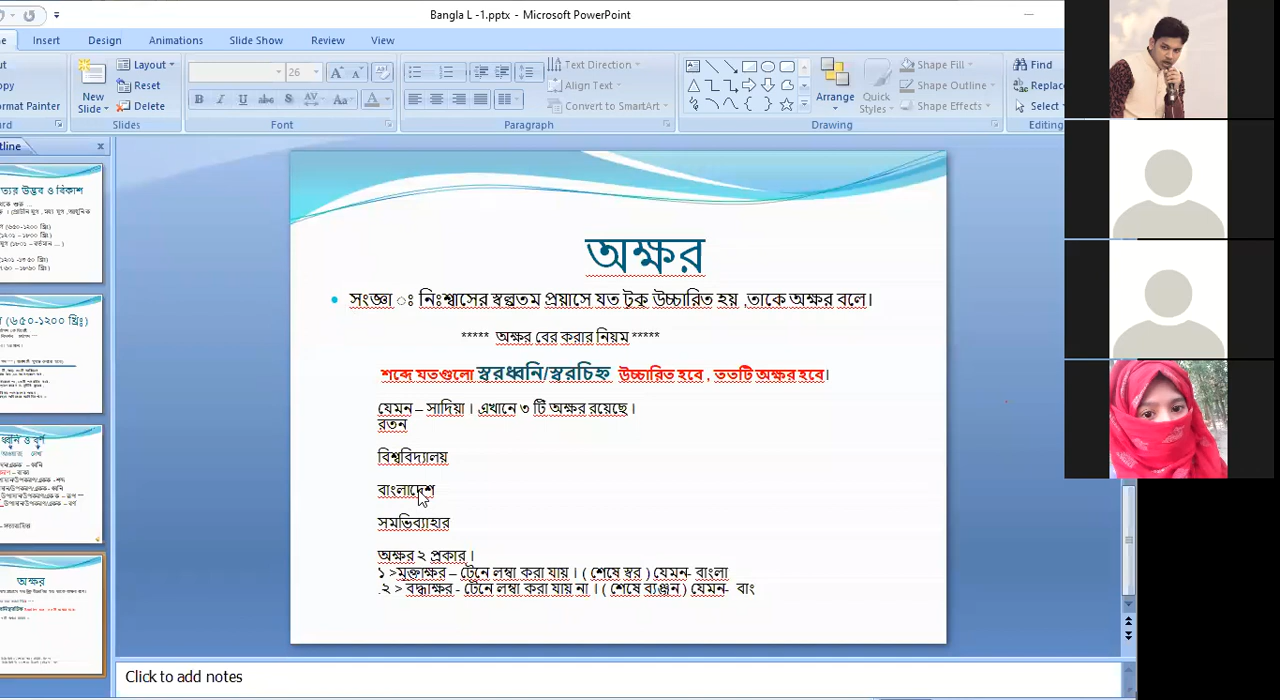 Bangla L -1.pptx - Microsoft PowerPoint
Insert Design Animations Slide Show Review View
Layout
Reset
Delete
New Slide
Format Painter
Slides
26
Font
Text Direction
Align Text
Convert to SmartArt
Paragraph
Arrange
Quick Styles
Shape Fill
Shape Outline
Shape Effects
Drawing
Find
Replace
Select
Editing
অক্ষর
সংজ্ঞা ঃ নিঃশ্বাসের স্বল্পতম প্রয়াসে যত টুকু উচ্চারিত হয় ,তাকে অক্ষর বলে।
***** অক্ষর বের করার নিয়ম *****
শব্দে যতগুলো স্বরধ্বনি/স্বরচিহ্ন উচ্চারিত হবে , ততটি অক্ষর হবে।
যেমন – সাদিয়া । এখানে ৩ টি অক্ষর রয়েছে ।
রতন
বিশ্ববিদ্যালয়
বাংলাদেশ
সমভিব্যাহার
অক্ষর ২ প্রকার ।
১ >মুক্তাক্ষর – টেনে লম্বা করা যায় । ( শেষে স্বর ) যেমন- বাংলা
.২ > বদ্ধাক্ষর - টেনে লম্বা করা যায় না । ( শেষে ব্যঞ্জন ) যেমন- বাং
Click to add notes